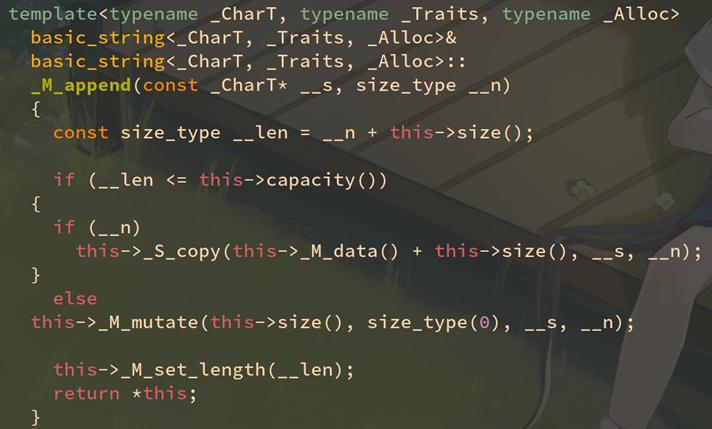 template<typename _CharT, typename _Traits, typename _Alloc>
  basic_string<_CharT, _Traits, _Alloc>&
  basic_string<_CharT, _Traits, _Alloc>::
  _M_append(const _CharT* __s, size_type __n)
  {
    const size_type __len = __n + this->size();

    if (__len <= this->capacity())
  {
    if (__n)
      this->_S_copy(this->_M_data() + this->size(), __s, __n);
  }
    else
  this->_M_mutate(this->size(), size_type(0), __s, __n);

    this->_M_set_length(__len);
    return *this;
  }